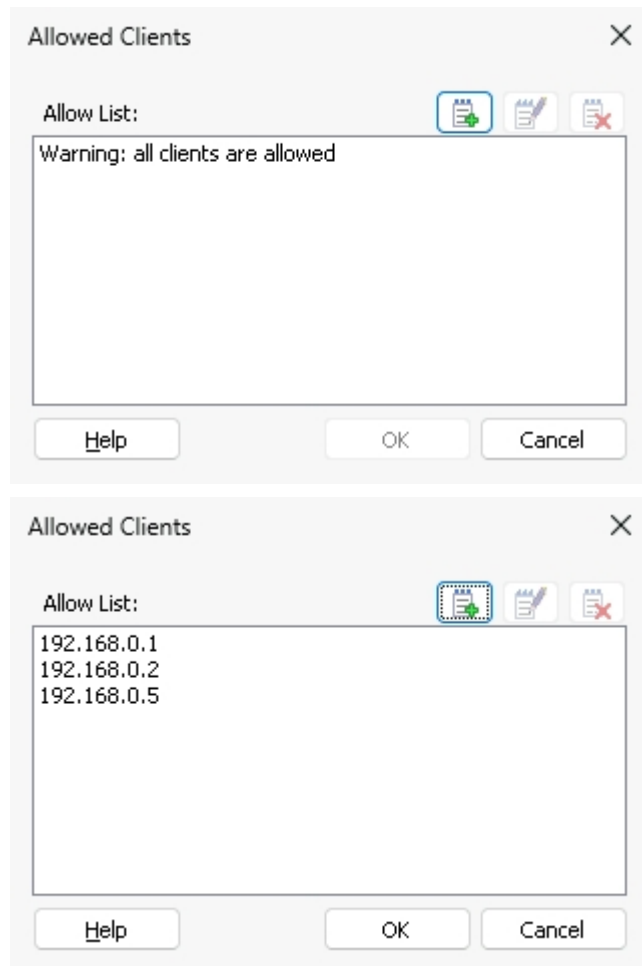 Allowed Clients
Allow List:
Warning: all clients are allowed
Help OK Cancel
Allowed Clients
Allow List:
192.168.0.1
192.168.0.2
192.168.0.5
Help OK Cancel